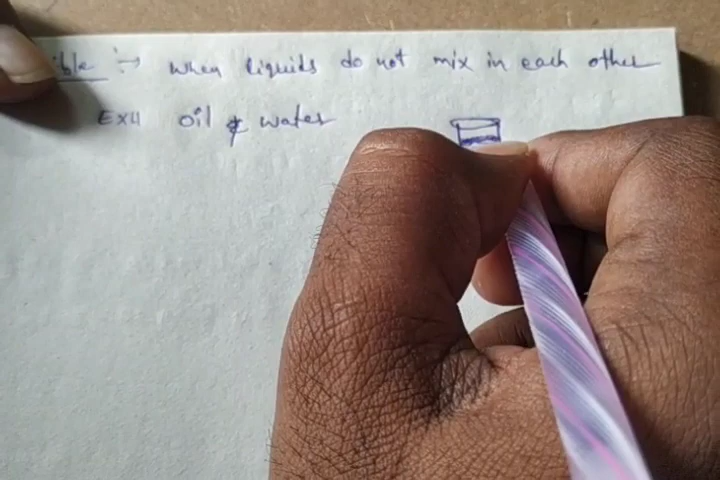 ible :→ when liquids do not mix in each other
Ex:- oil & water